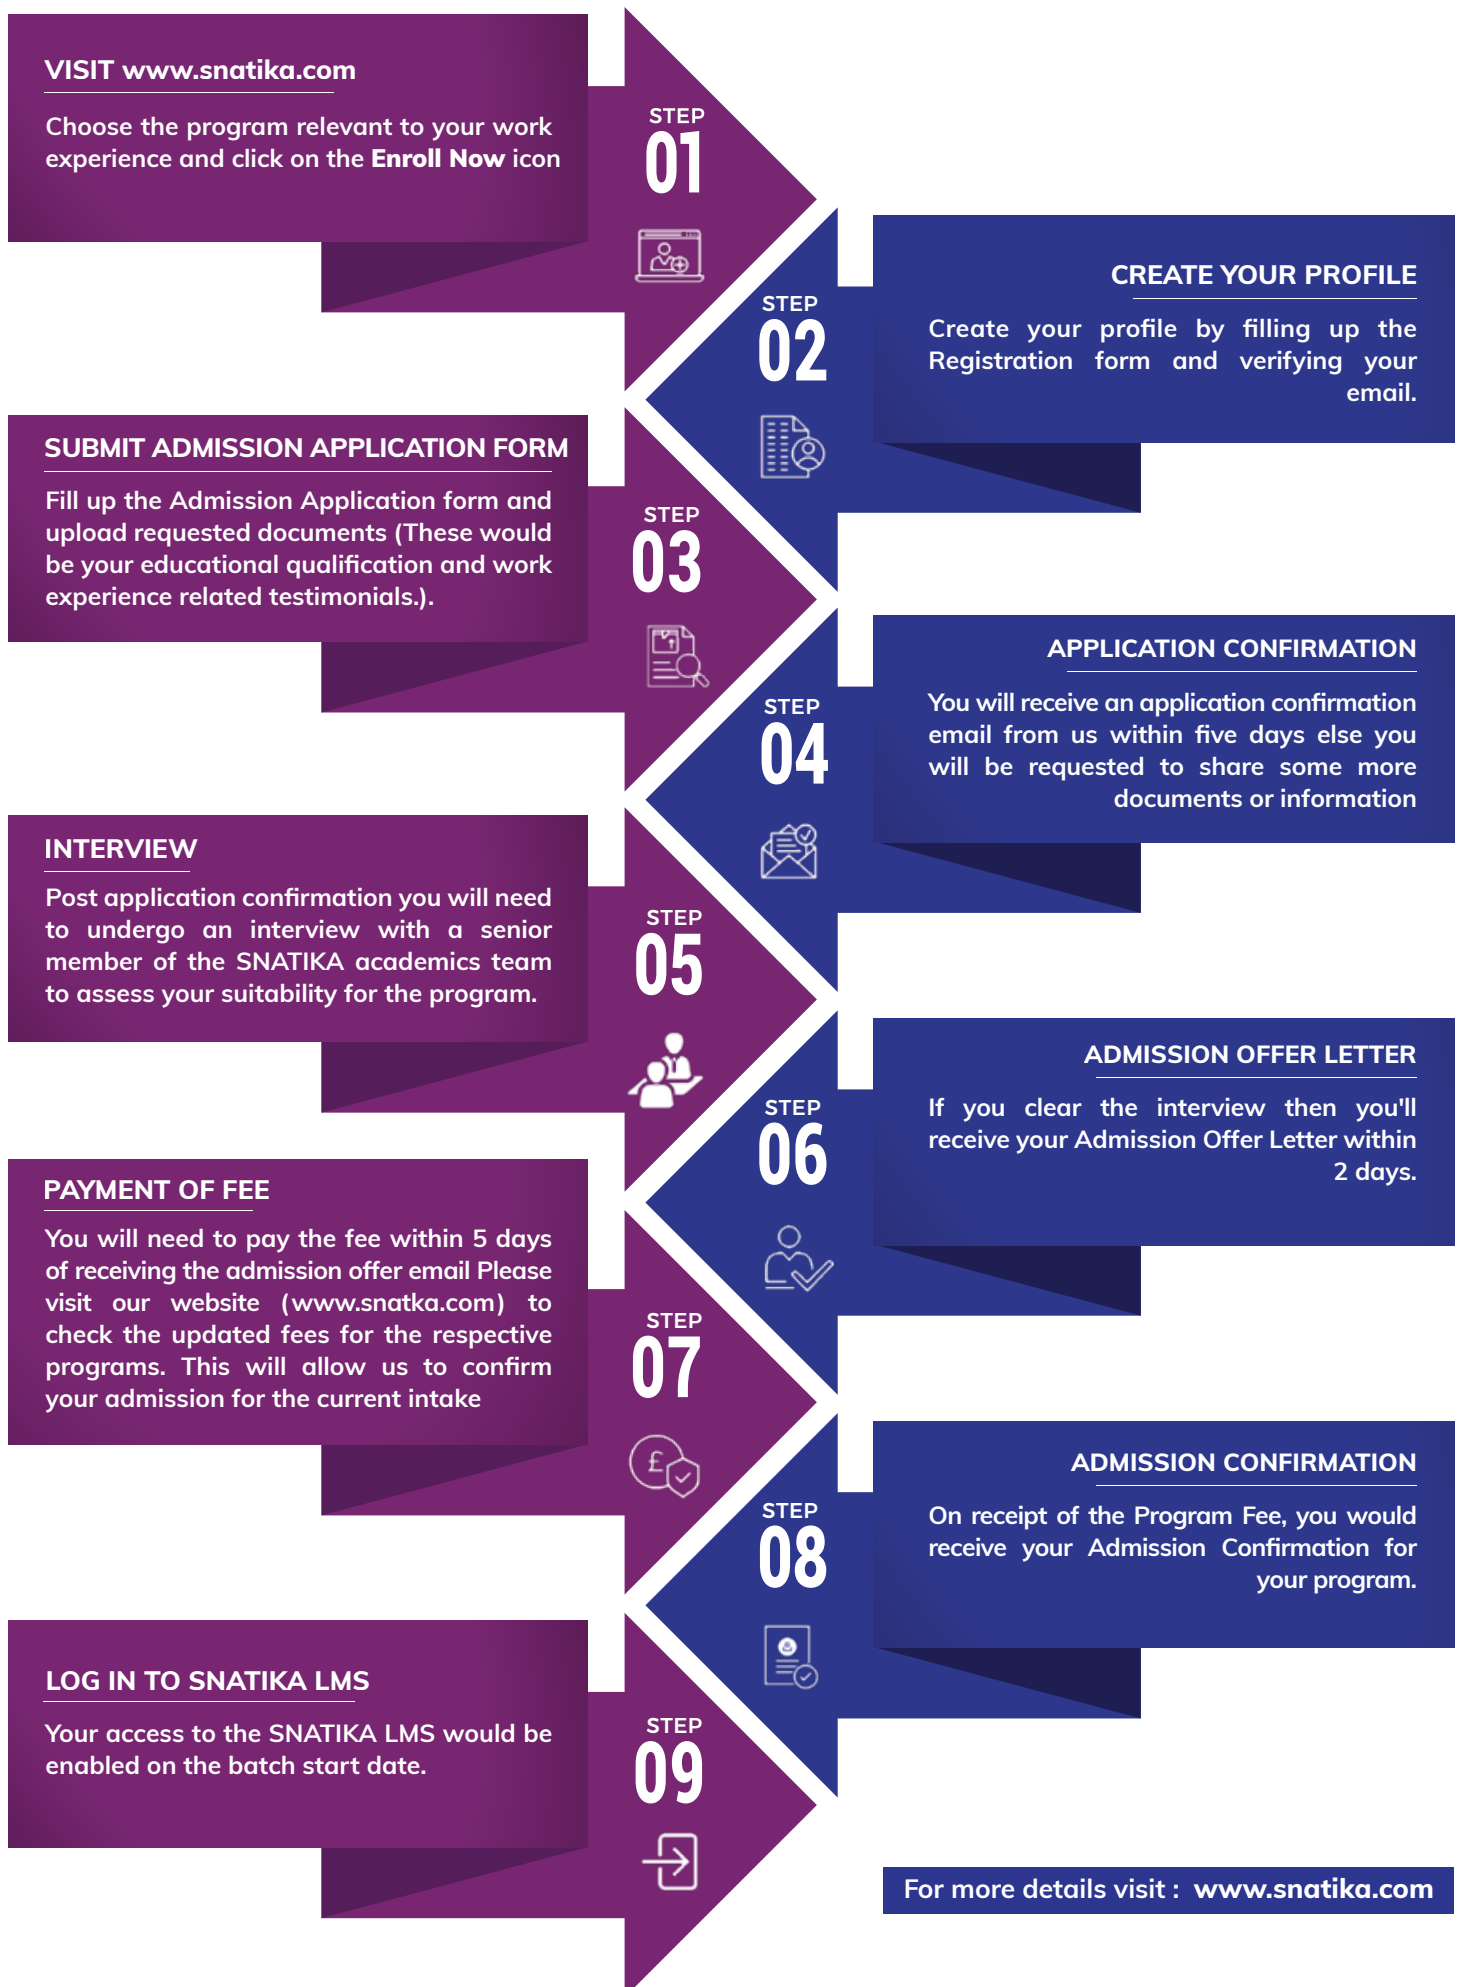 VISIT www.snatika.com
Choose the program relevant to your work
experience and click on the Enroll Now icon
STEP
01
CREATE YOUR PROFILE
Create your profile by filling up the
Registration form and verifying your
email.
STEP
02
SUBMIT ADMISSION APPLICATION FORM
Fill up the Admission Application form and
upload requested documents (These would
be your educational qualification and work
experience related testimonials.).
STEP
03
APPLICATION CONFIRMATION
You will receive an application confirmation
email from us within five days else you
will be requested to share some more
documents or information
STEP
04
INTERVIEW
Post application confirmation you will need
to undergo an interview with a senior
member of the SNATIKA academics team
to assess your suitability for the program.
STEP
05
ADMISSION OFFER LETTER
If you clear the interview then you'll
receive your Admission Offer Letter within
2 days.
STEP
06
PAYMENT OF FEE
You will need to pay the fee within 5 days
of receiving the admission offer email Please
visit our website (www.snatka.com) to
check the updated fees for the respective
programs. This will allow us to confirm
your admission for the current intake
STEP
07
£
ADMISSION CONFIRMATION
On receipt of the Program Fee, you would
receive your Admission Confirmation for
your program.
STEP
08
LOG IN TO SNATIKA LMS
Your access to the SNATIKA LMS would be
enabled on the batch start date.
STEP
09
For more details visit : www.snatika.com